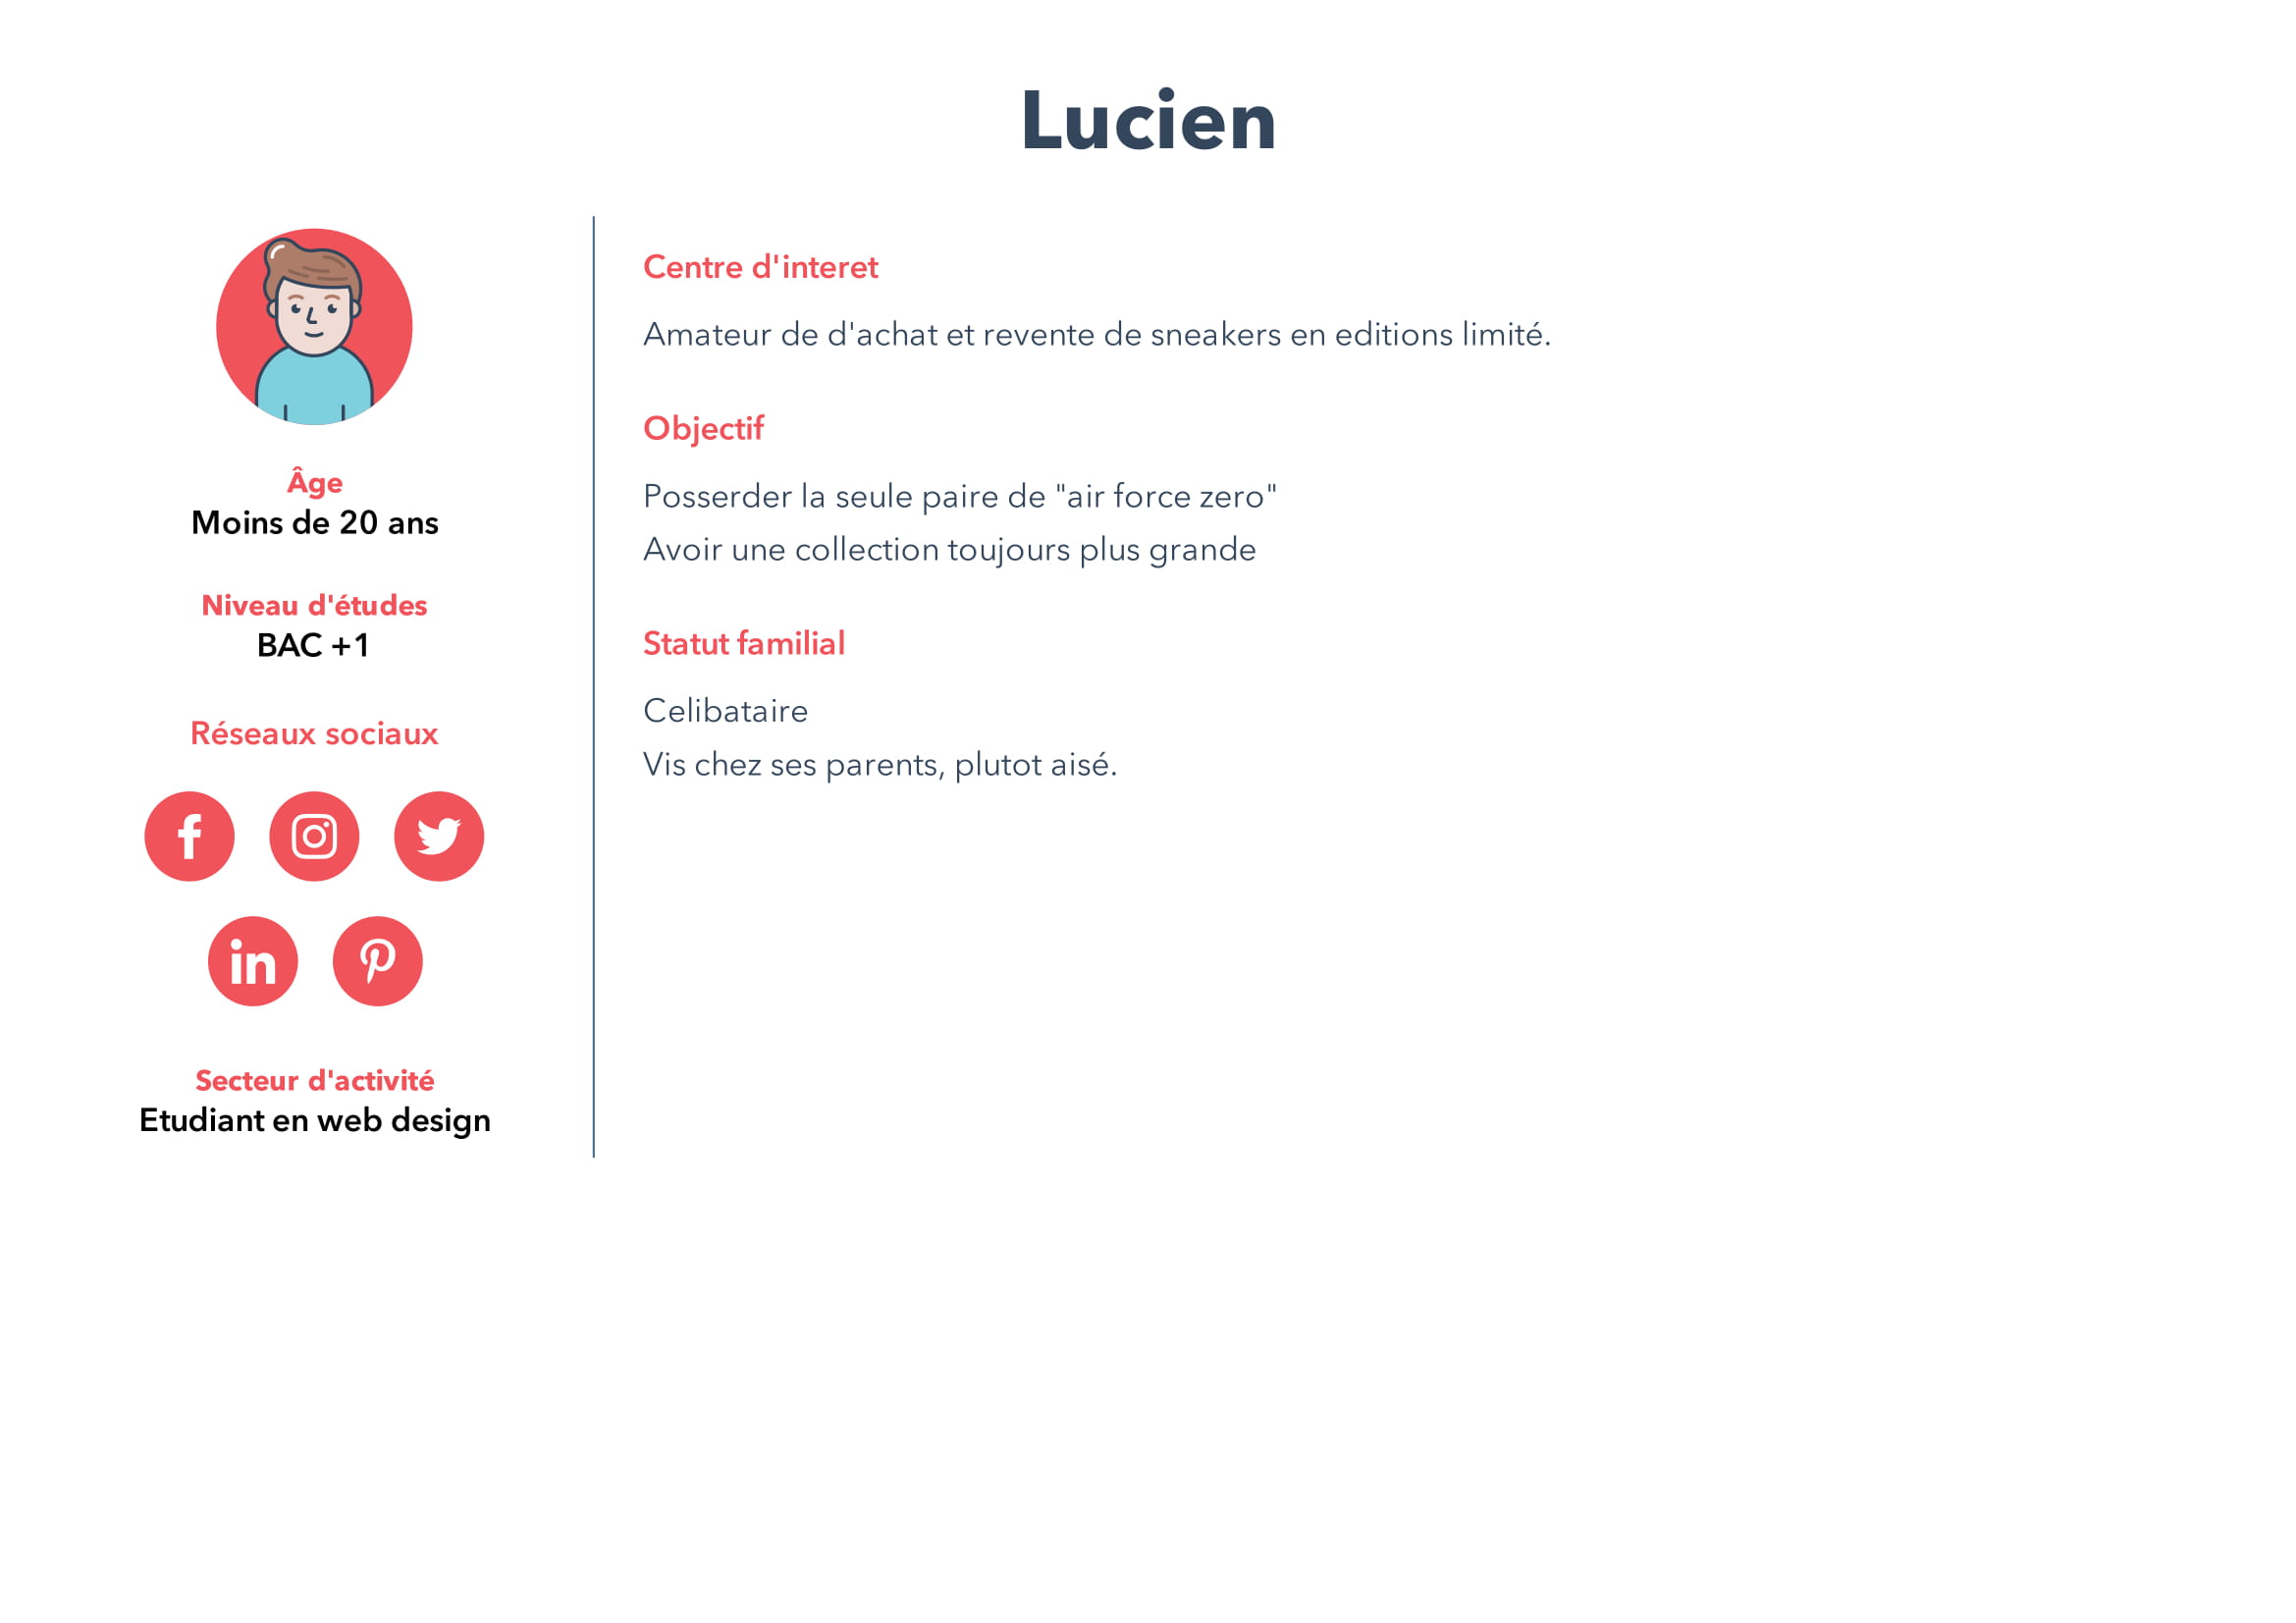 Lucien
Âge
Moins de 20 ans
Niveau d'études
BAC +1
Réseaux sociaux
Secteur d'activité
Etudiant en web design
Centre d'interet
Amateur de d'achat et revente de sneakers en editions limité.
Objectif
Posserder la seule paire de "air force zero"
Avoir une collection toujours plus grande
Statut familial
Celibataire
Vis chez ses parents, plutot aisé.